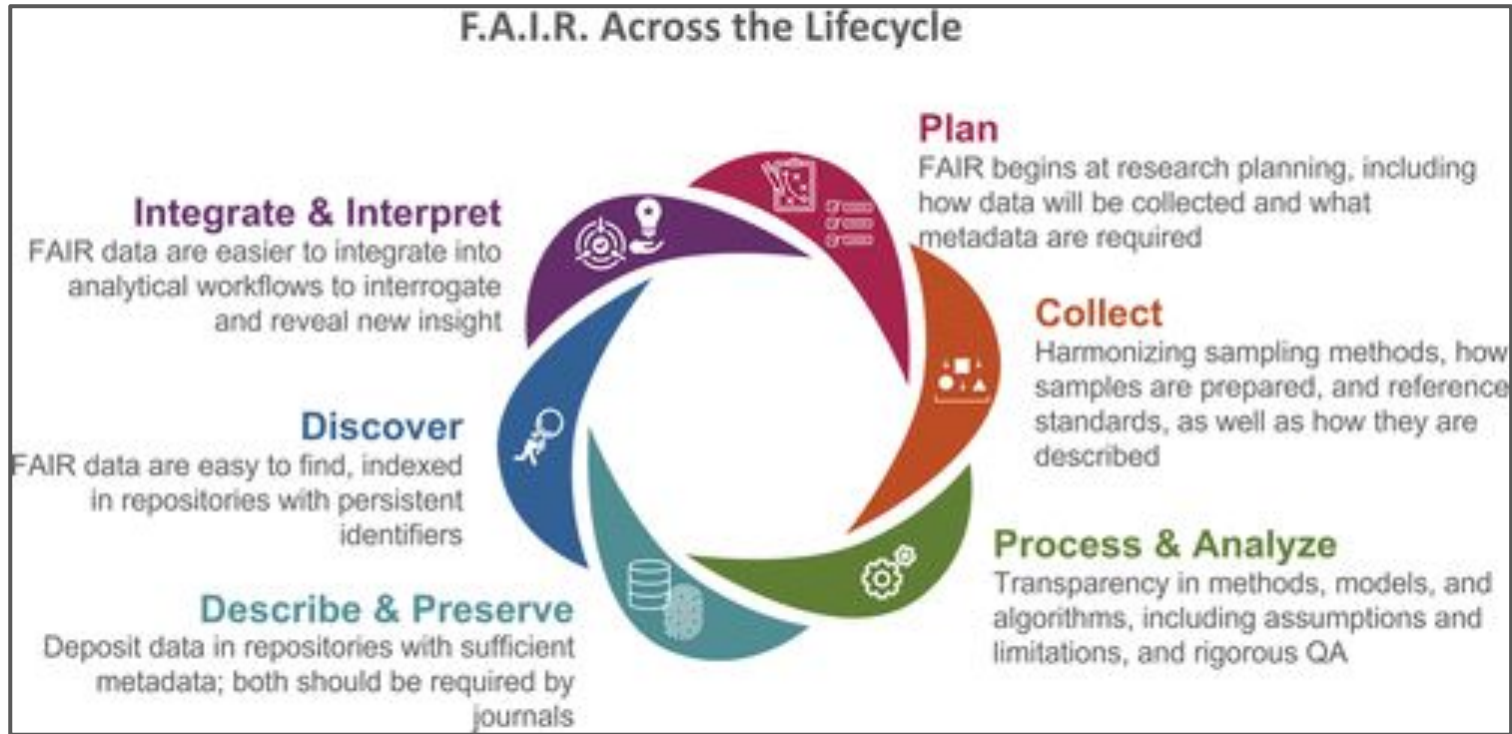 F.A.I.R. Across the Lifecycle
Plan
FAIR begins at research planning, including
how data will be collected and what
metadata are required
Collect
Harmonizing sampling methods, how
samples are prepared, and reference
standards, as well as how they are
described
Process & Analyze
Transparency in methods, models, and
algorithms, including assumptions and
limitations, and rigorous QA
Describe & Preserve
Deposit data in repositories with sufficient
metadata; both should be required by
journals
Discover
FAIR data are easy to find, indexed
in repositories with persistent
identifiers
Integrate & Interpret
FAIR data are easier to integrate into
analytical workflows to interrogate
and reveal new insight